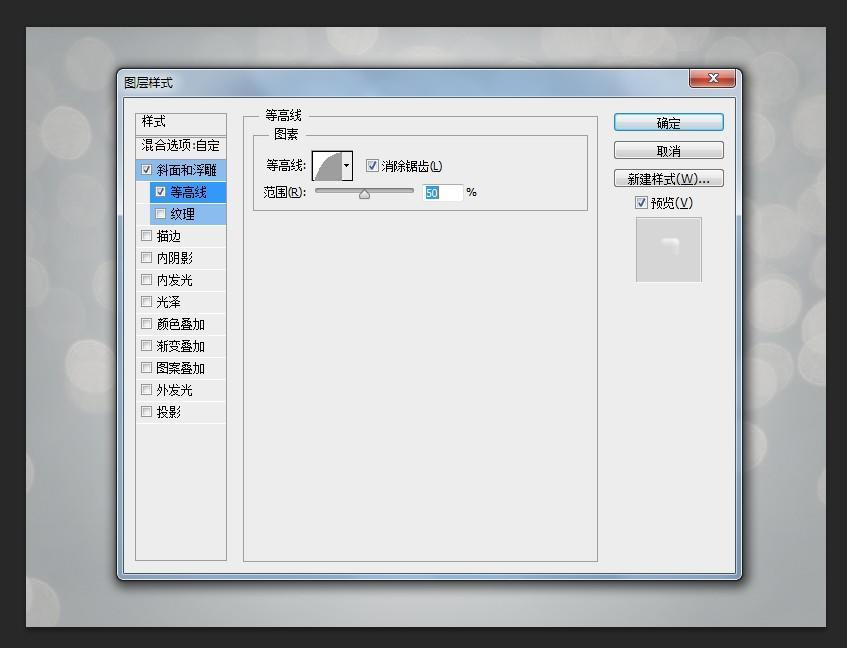 图层样式
样式
混合选项:自定
斜面和浮雕
等高线
纹理
描边
内阴影
内发光
光泽
颜色叠加
渐变叠加
图案叠加
外发光
投影
等高线
图素
等高线:
消除锯齿(L)
范围(R):
50
%
确定
取消
新建样式(W)...
预览(V)